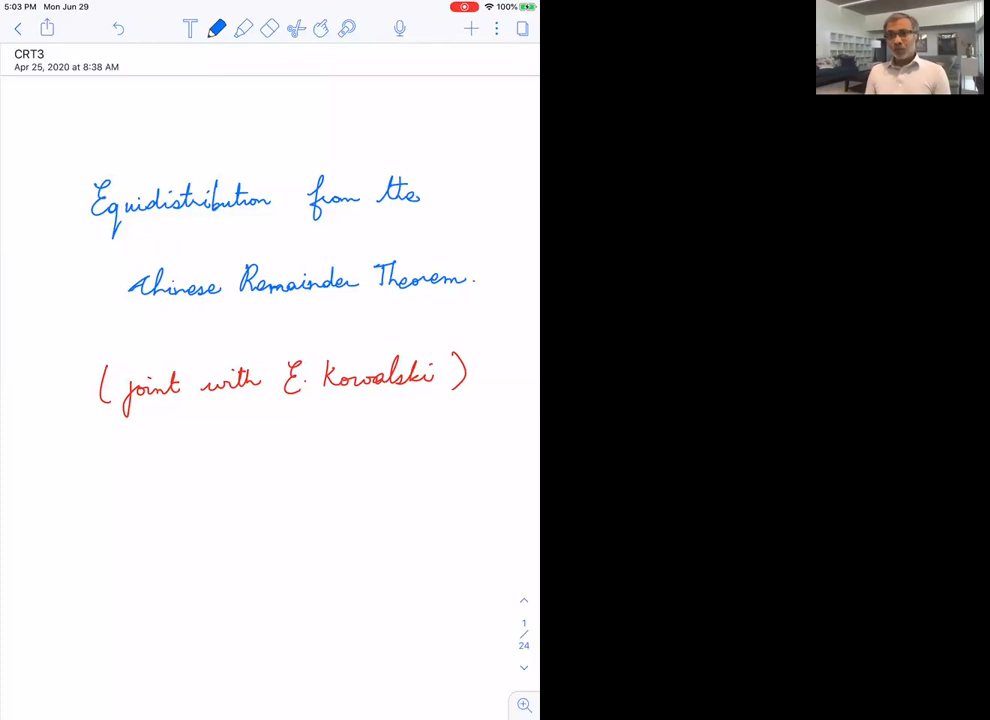 5:03 PM Mon Jun 29
100%
CRT3
Apr 25, 2020 at 8:38 AM
Equidistribution from the
Chinese Remainder Theorem.
(joint with E. Kowalski)
1
/
24